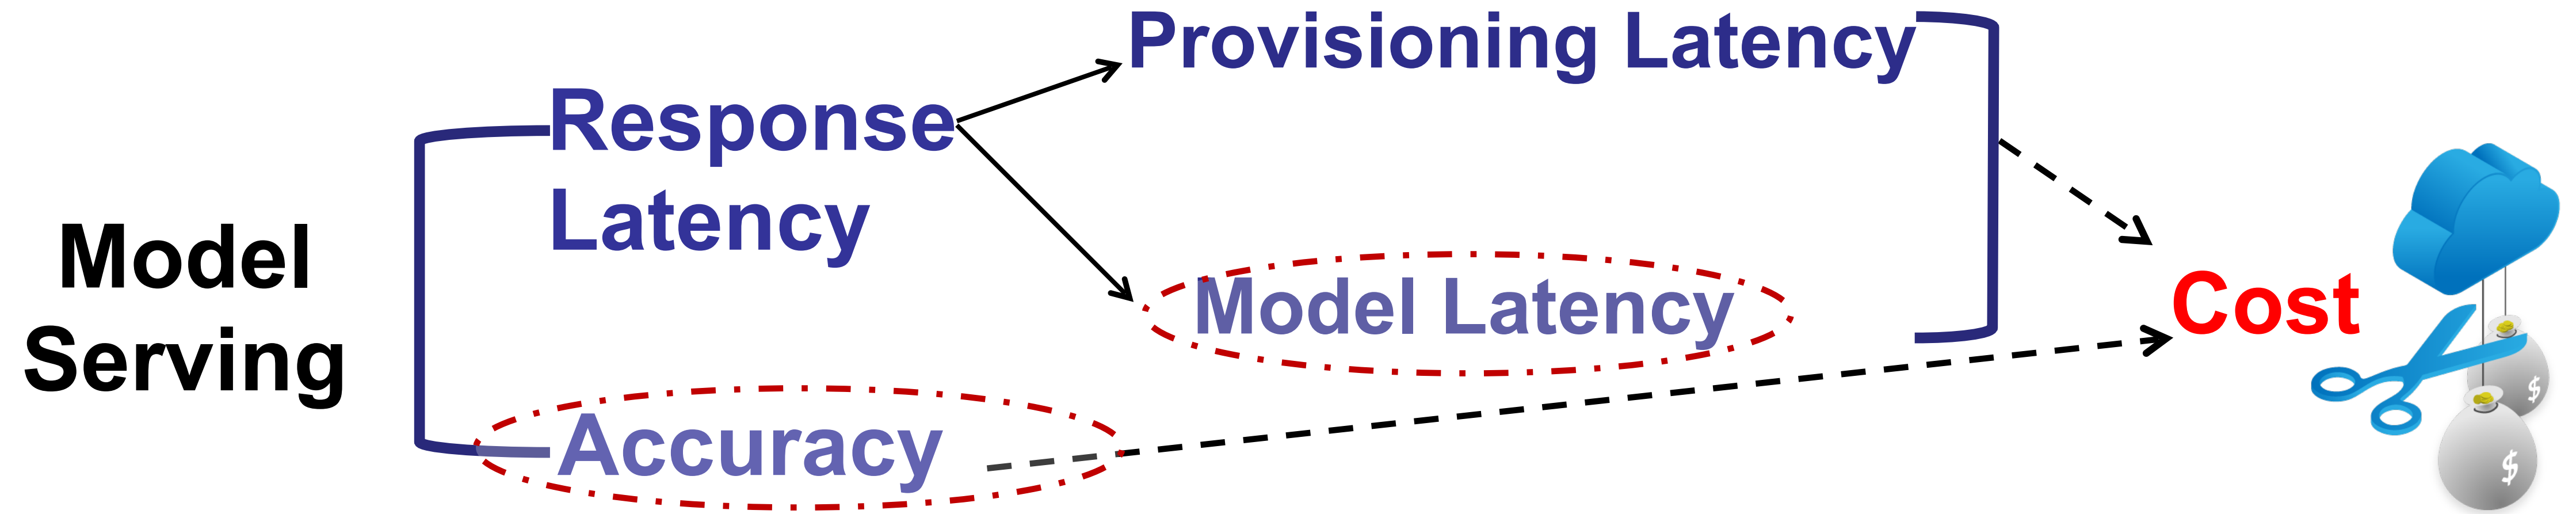 Model
Serving
Response
Latency
Accuracy
Provisioning Latency
Model Latency
Cost
$
$